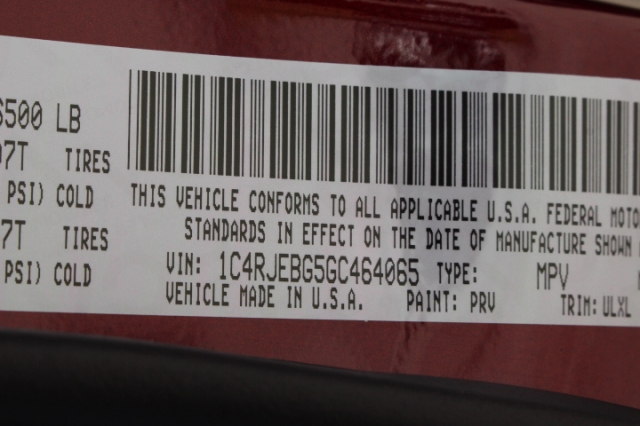 6500 LB
97T TIRES
PSI) COLD
7T TIRES
PSI) COLD
THIS VEHICLE CONFORMS TO ALL APPLICABLE U.S.A. FEDERAL MOTO
STANDARDS IN EFFECT ON THE DATE OF MANUFACTURE SHOWN
VIN: 1C4RJEBG5GC464065 TYPE: MPV
VEHICLE MADE IN U.S.A. PAINT: PRV TRIM: ULXL